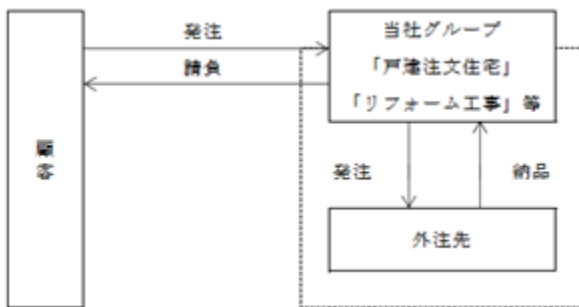 発注
当社グループ
「戸建注文住宅」
「リフォーム工事」等
請負
顧客
発注
納品
外注先